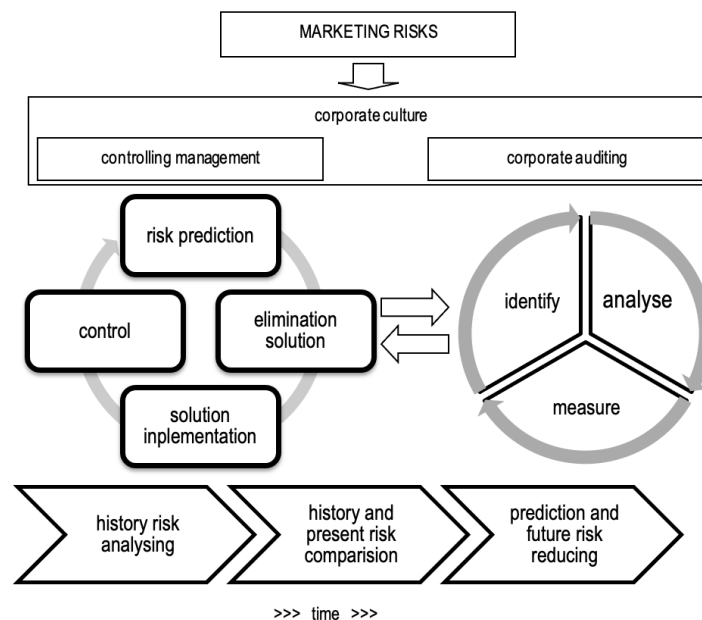 MARKETING RISKS
corporate culture
controlling management
corporate auditing
risk prediction
control
elimination
solution
solution
inplementation
identify
analyse
measure
history risk
analysing
history and
present risk
comparision
prediction and
future risk
reducing
>>> time >>>